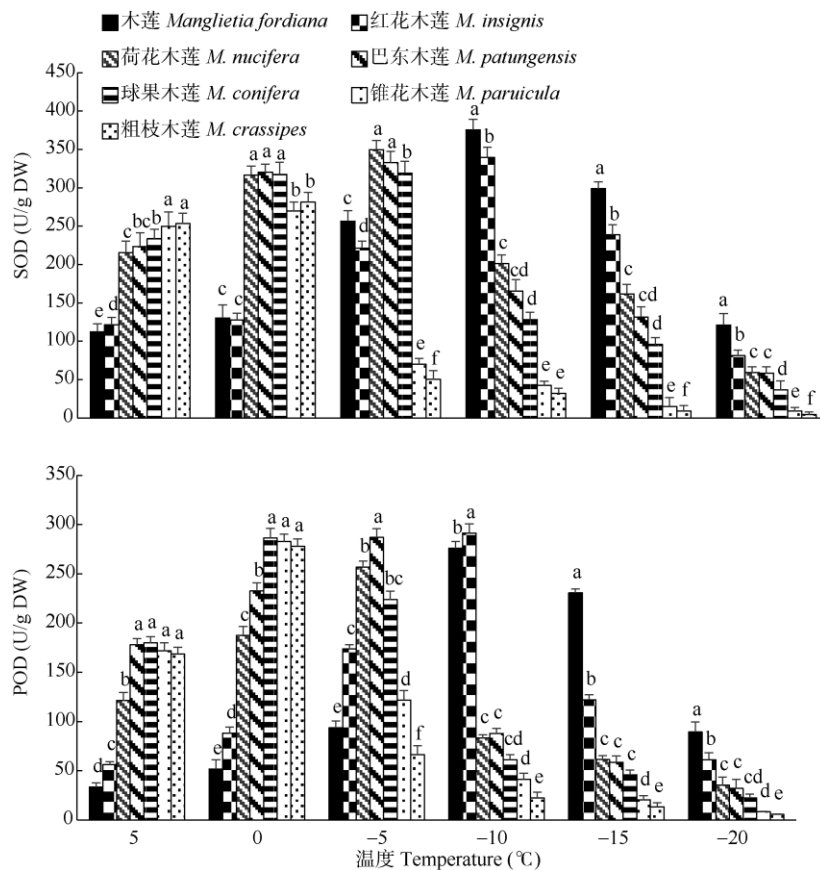 木莲 Manglietia fordiana 红花木莲 M. insignis
荷花木莲 M. nucifera 巴东木莲 M. patungensis
球果木莲 M. conifera 锥花木莲 M. paruicula
粗枝木莲 M. crassipes
SOD (U/g DW)
450
400
350
300
250
200
150
100
50
0
e d c bc b a a
c c a a a b b
c d a a a e f
a b c cd d e e
a b c cd d e f
a b c c d e f
POD (U/g DW)
350
300
250
200
150
100
50
0
d c b a a a a
e d c b a a a
e c b a bc d f
b a c c cd d e
a b c c c d d
a b c c cd d e
5 0 −5 −10 −15 −20
温度 Temperature (℃)